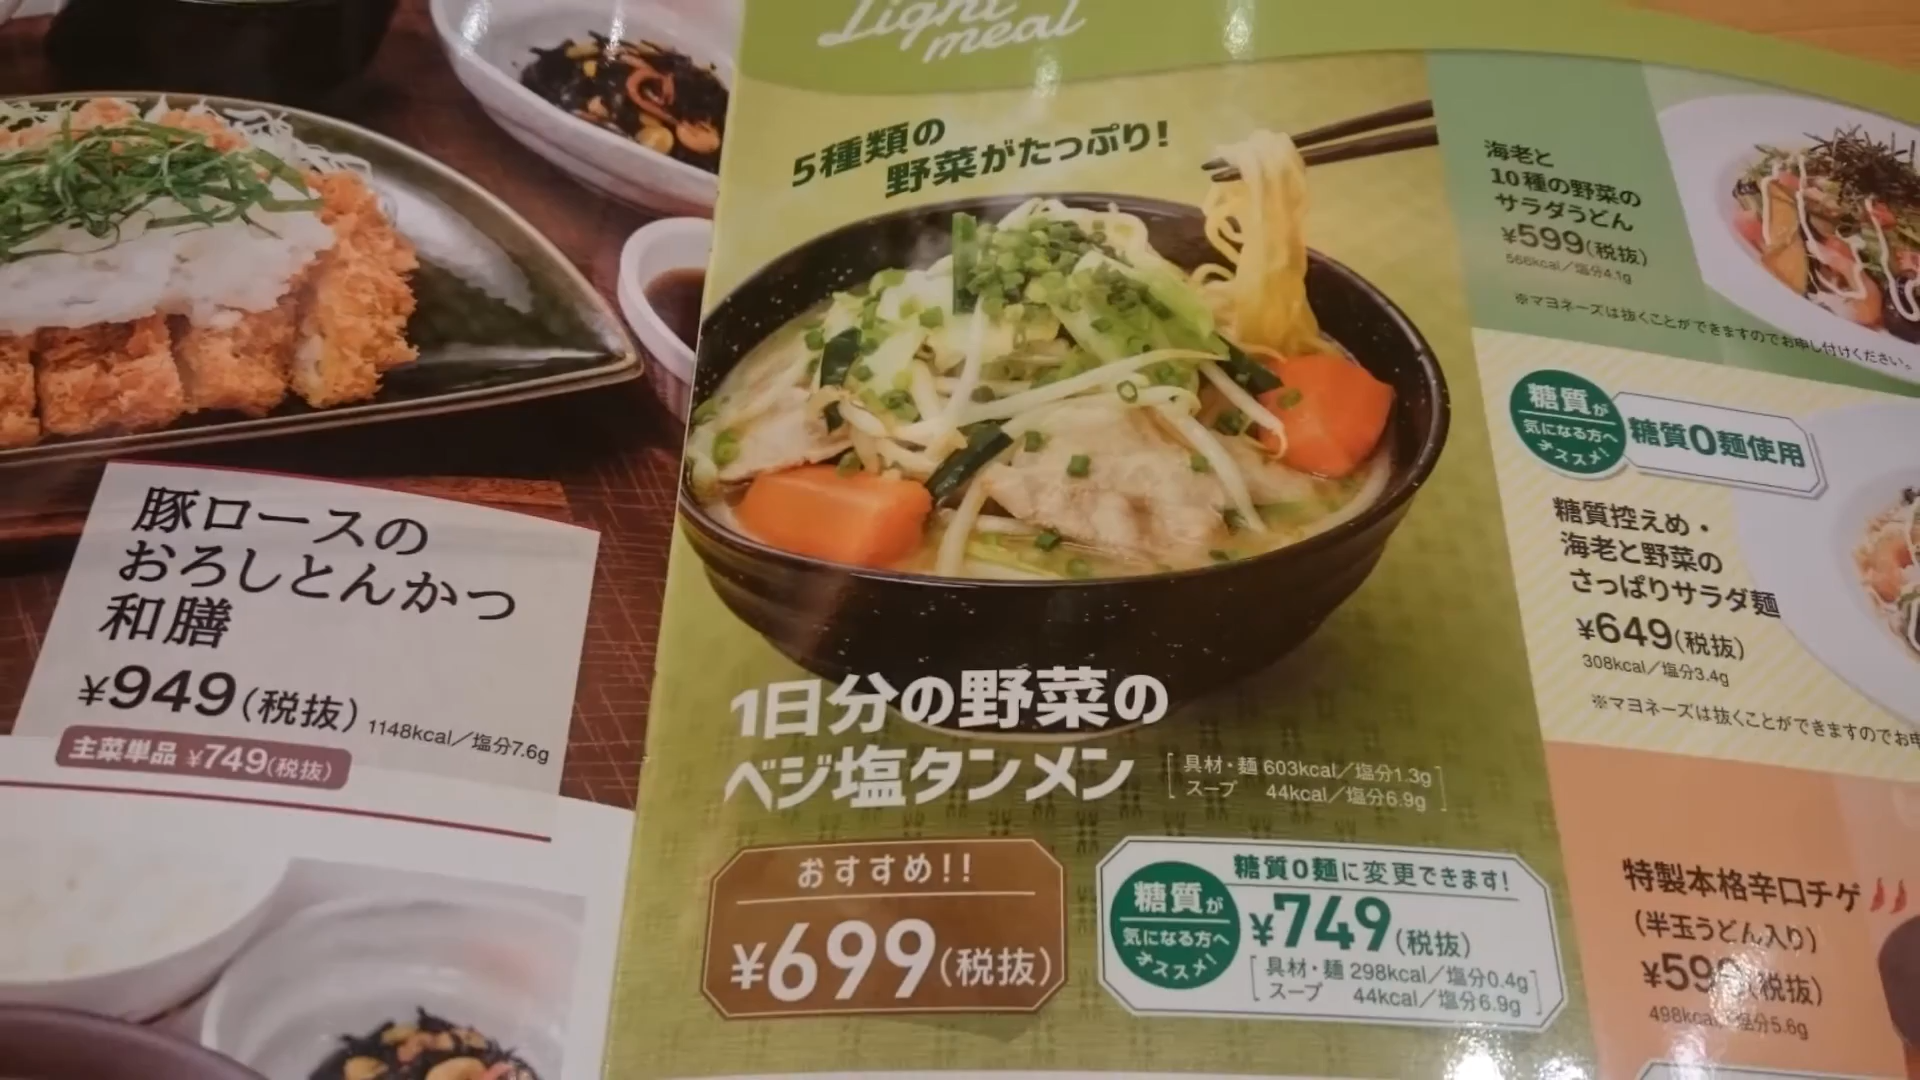 Light
meal
5種類の
野菜がたっぷり!
豚ロースの
おろしとんかつ
和膳
¥949(税抜) 1148kcal/塩分7.6g
主菜単品 ¥749(税抜)
1日分の野菜の
ベジ塩タンメン
具材・麺 603kcal/塩分1.3g
スープ 44kcal/塩分6.9g
おすすめ!!
¥699(税抜)
糖質が
気になる方へ
オススメ!
糖質0麺に変更できます!
¥749(税抜)
具材・麺 298kcal/塩分0.4g
スープ 44kcal/塩分6.9g
海老と
10種の野菜の
サラダうどん
¥599(税抜)
566kcal/塩分4.1g
※マヨネーズは抜くことができますのでお申し付けください。
糖質が
気になる方へ
オススメ!
糖質0麺使用
糖質控えめ・
海老と野菜の
さっぱりサラダ麺
¥649(税抜)
308kcal/塩分3.4g
※マヨネーズは抜くことができますのでお申
特製本格辛口チゲ
(半玉うどん入り)
¥599(税抜)
498kcal/塩分5.6g